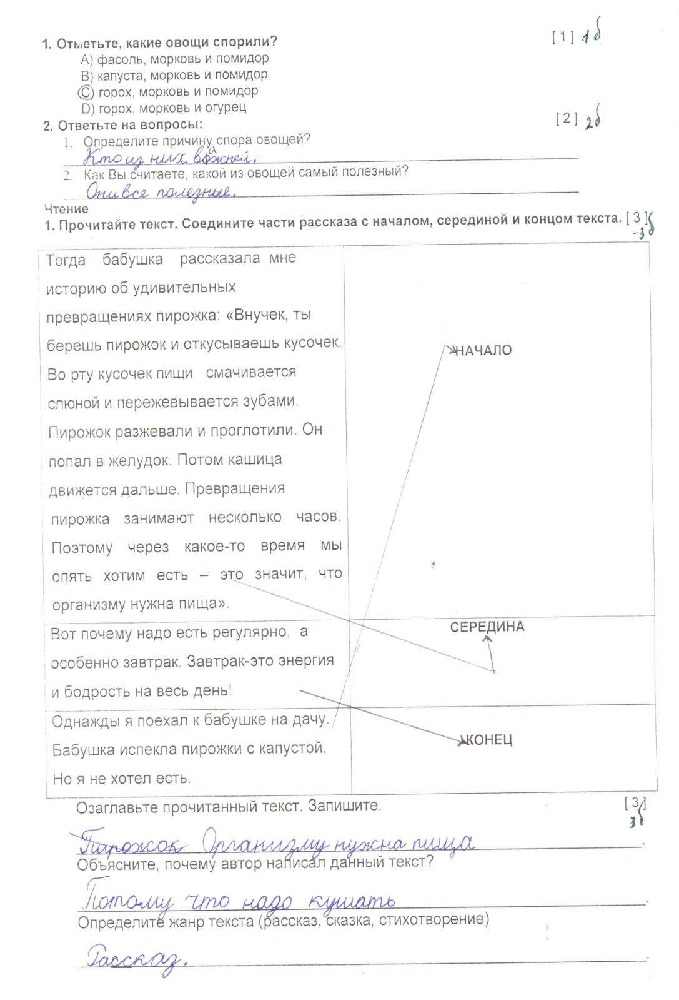 1. Отметьте, какие овощи спорили? [ 1 ] 1б
A) фасоль, морковь и помидор
B) капуста, морковь и помидор
C) горох, морковь и помидор
D) горох, морковь и огурец
2. Ответьте на вопросы: [ 2 ] 2б
1. Определите причину спора овощей?
Кто из них важней.
2. Как Вы считаете, какой из овощей самый полезный?
Они все полезные.
Чтение
1. Прочитайте текст. Соедините части рассказа с началом, серединой и концом текста. [ 3 ]
-3б
Тогда бабушка рассказала мне
историю об удивительных
превращениях пирожка: «Внучек, ты
берешь пирожок и откусываешь кусочек.
Во рту кусочек пищи смачивается
слюной и пережевывается зубами.
Пирожок разжевали и проглотили. Он
попал в желудок. Потом кашица
движется дальше. Превращения
пирожка занимают несколько часов.
Поэтому через какое-то время мы
опять хотим есть – это значит, что
организму нужна пища».
НАЧАЛО
Вот почему надо есть регулярно, а
особенно завтрак. Завтрак-это энергия
и бодрость на весь день!
СЕРЕДИНА
Однажды я поехал к бабушке на дачу.
Бабушка испекла пирожки с капустой.
Но я не хотел есть.
КОНЕЦ
Озаглавьте прочитанный текст. Запишите. [ 3 ]
3б
Пирожок Организму нужна пища
Объясните, почему автор написал данный текст?
Потому что надо кушать
Определите жанр текста (рассказ, сказка, стихотворение)
Рассказ.